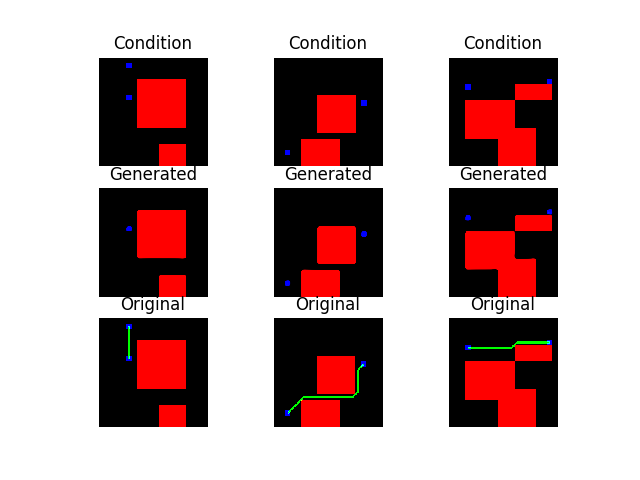 Condition Condition Condition
Generated Generated Generated
Original Original Original